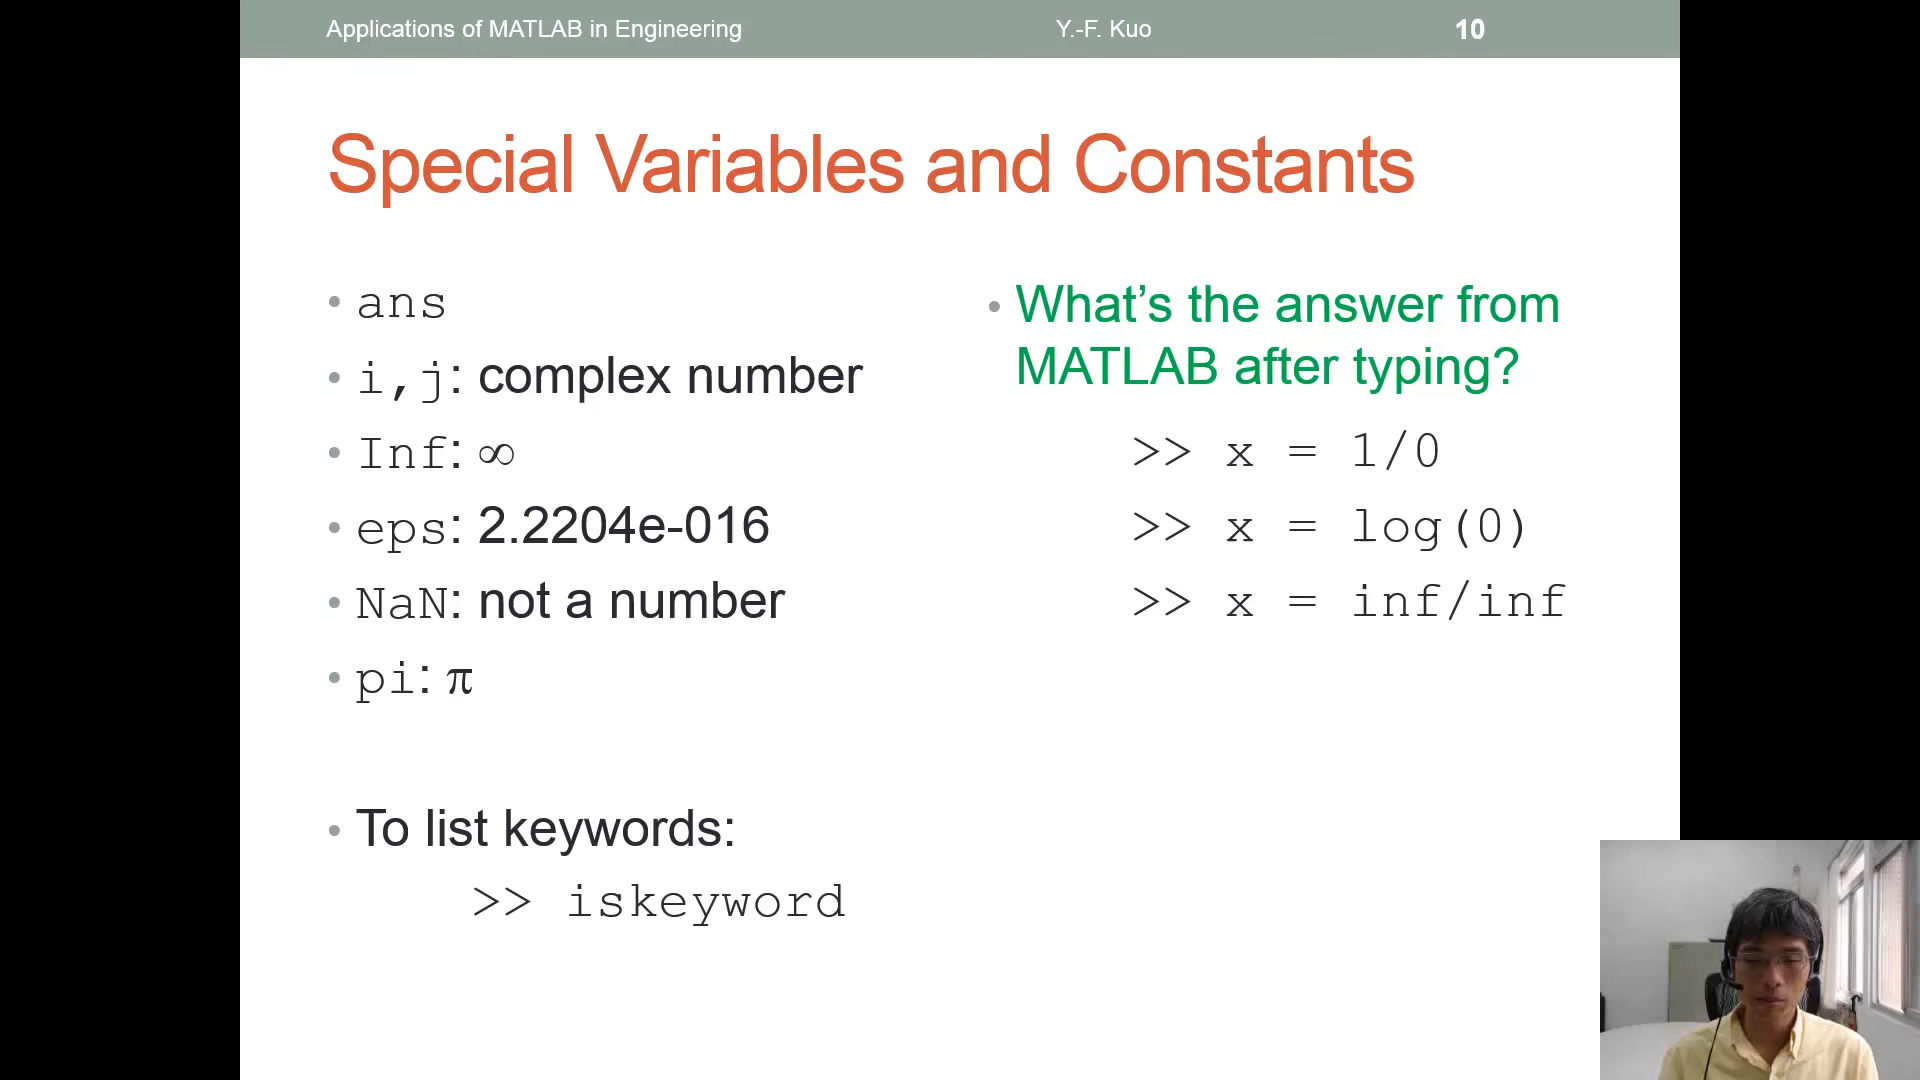 Applications of MATLAB in Engineering
Y.-F. Kuo
10
Special Variables and Constants
• ans
• i,j: complex number
• Inf: ∞
• eps: 2.2204e-016
• NaN: not a number
• pi: π
• To list keywords:
>> iskeyword
• What's the answer from
MATLAB after typing?
>> x = 1/0
>> x = log(0)
>> x = inf/inf